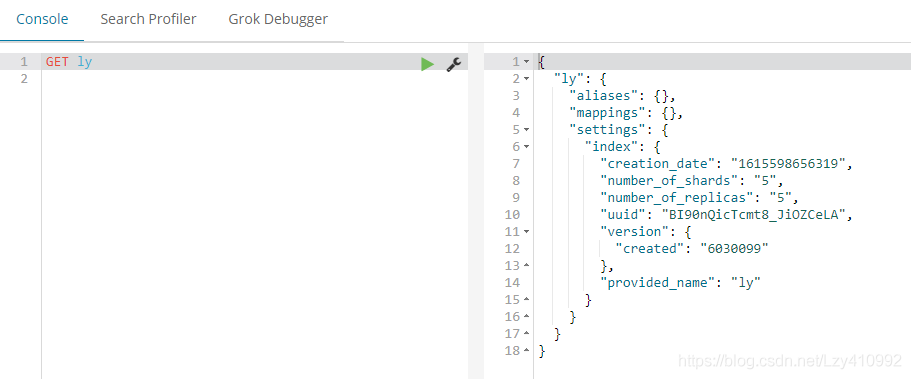 Console Search Profiler Grok Debugger
1 GET ly
2
1 {
2 "ly": {
3 "aliases": {},
4 "mappings": {},
5 "settings": {
6 "index": {
7 "creation_date": "1615598656319",
8 "number_of_shards": "5",
9 "number_of_replicas": "5",
10 "uuid": "BI90nQicTcmt8_JiOZCeLA",
11 "version": {
12 "created": "6030099"
13 },
14 "provided_name": "ly"
15 }
16 }
17 }
18 }
https://blog.csdn.net/Lzy410992